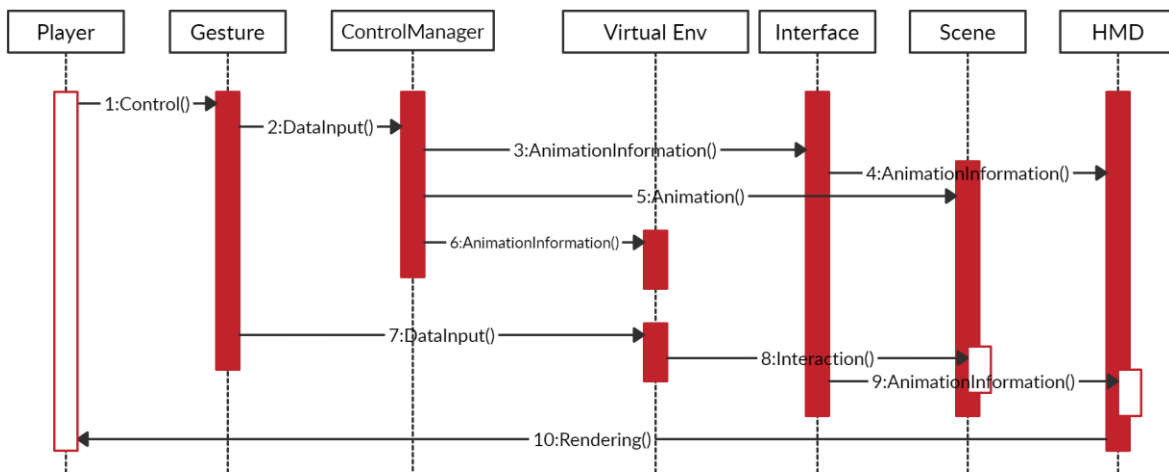 Player
Gesture
ControlManager
Virtual Env
Interface
Scene
HMD
1:Control()
2:DataInput()
3:AnimationInformation()
4:AnimationInformation()
5:Animation()
6:AnimationInformation()
7:DataInput()
8:Interaction()
9:AnimationInformation()
10:Rendering()